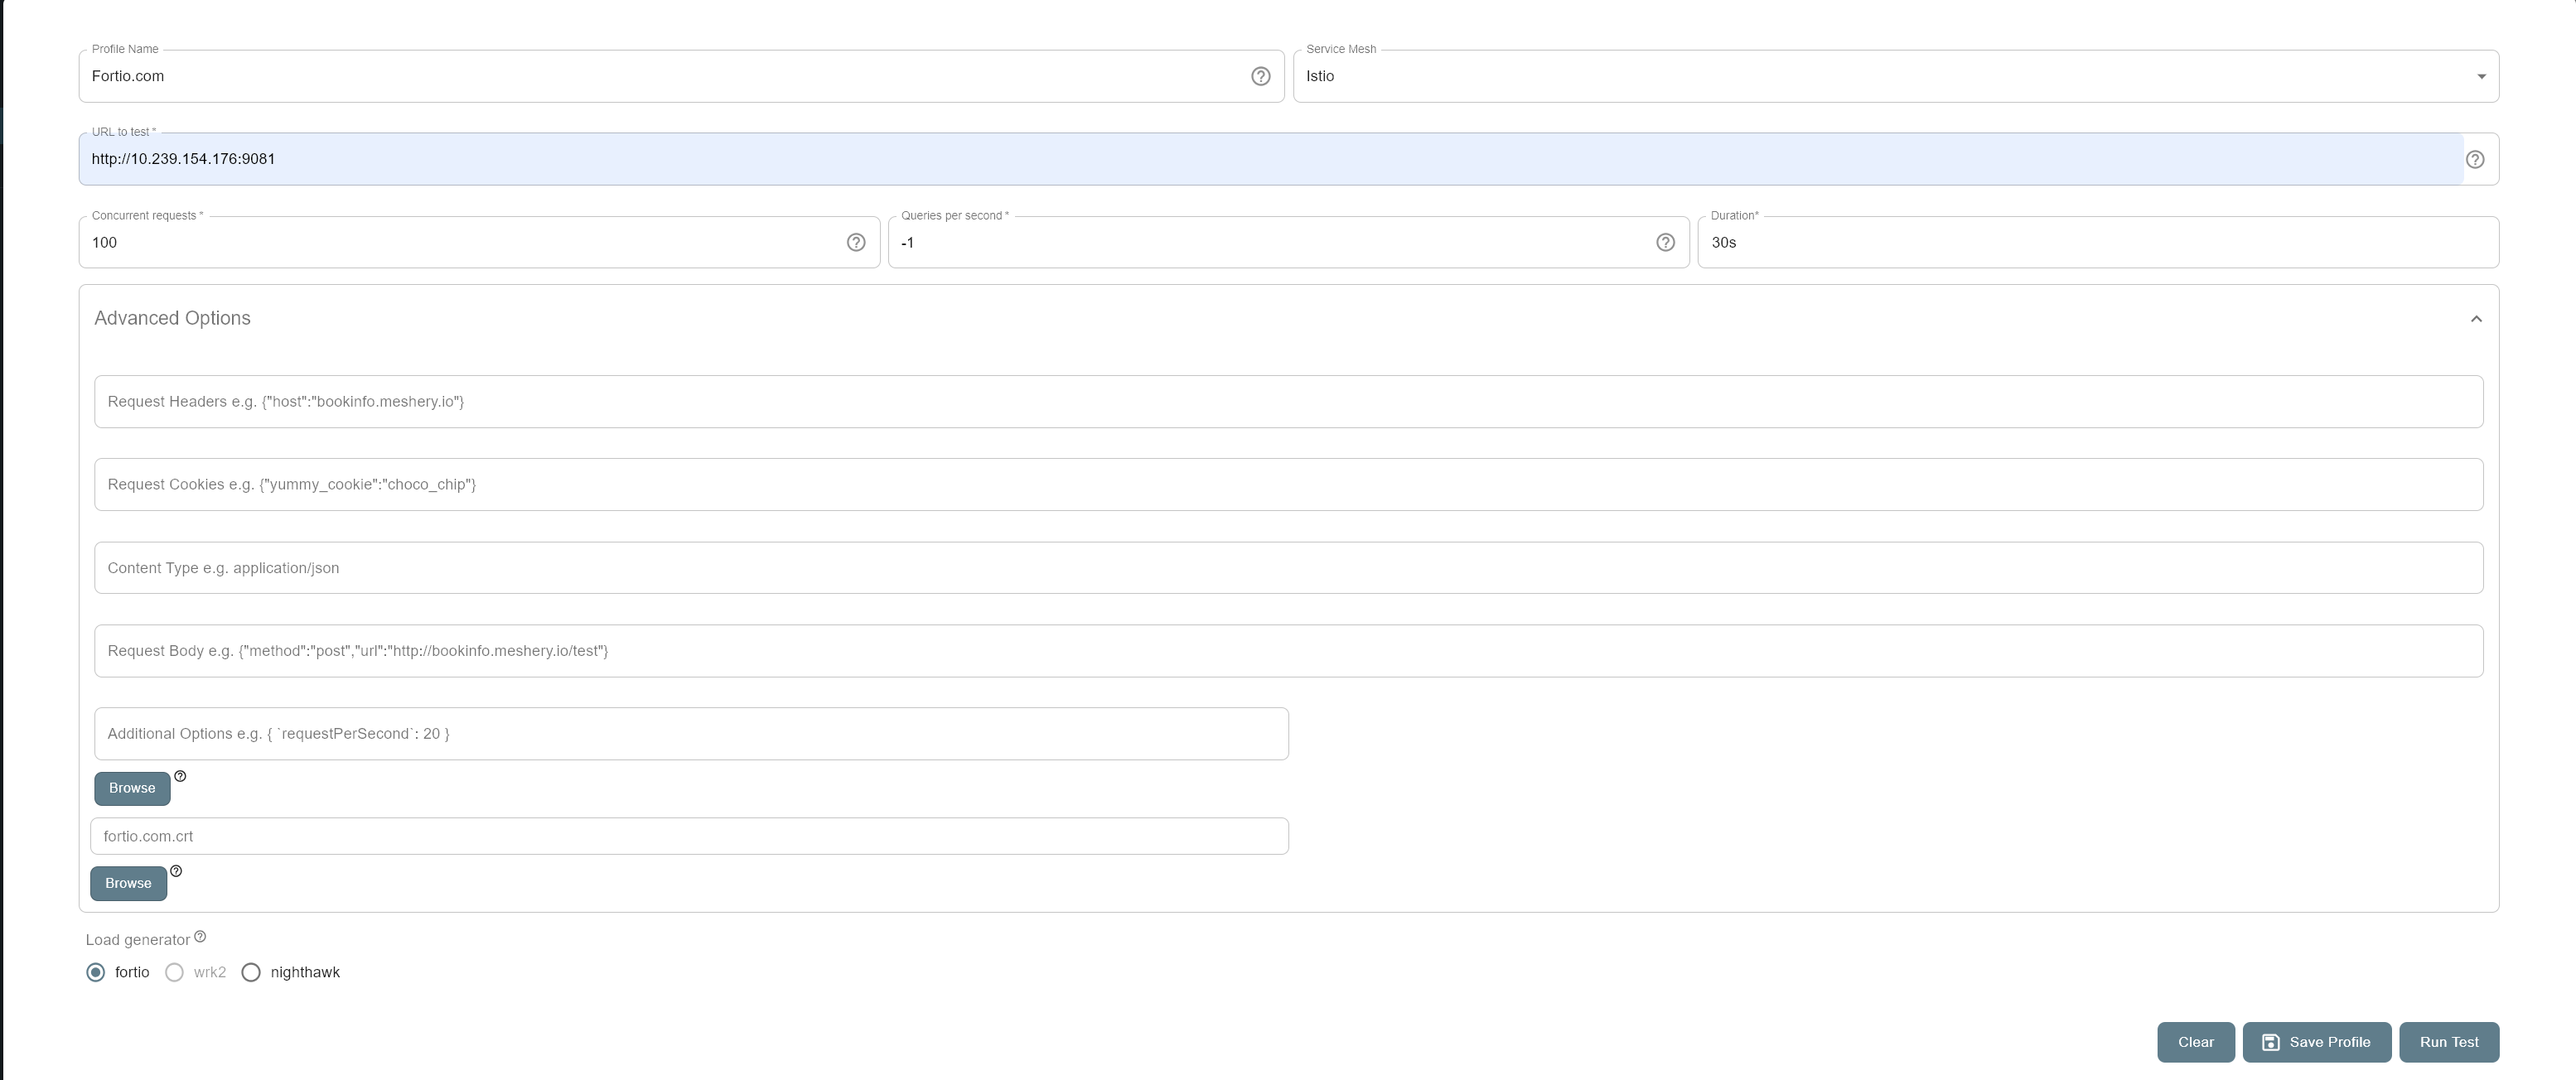 Profile Name
Fortio.com
Service Mesh
Istio
URL to test *
http://10.239.154.176:9081
Concurrent requests *
100
Queries per second *
-1
Duration*
30s
Advanced Options
Request Headers e.g. {"host":"bookinfo.meshery.io"}
Request Cookies e.g. {"yummy_cookie":"choco_chip"}
Content Type e.g. application/json
Request Body e.g. {"method":"post","url":"http://bookinfo.meshery.io/test"}
Additional Options e.g. { `requestPerSecond`: 20 }
Browse
fortio.com.crt
Browse
Load generator
fortio wrk2 nighthawk
Clear Save Profile Run Test